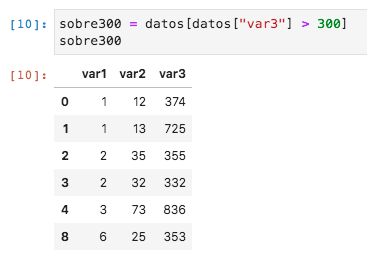 [10]: sobre300 = datos[datos["var3"] > 300]
sobre300
[10]: var1 var2 var3
0 1 12 374
1 1 13 725
2 2 35 355
3 2 32 332
4 3 73 836
8 6 25 353